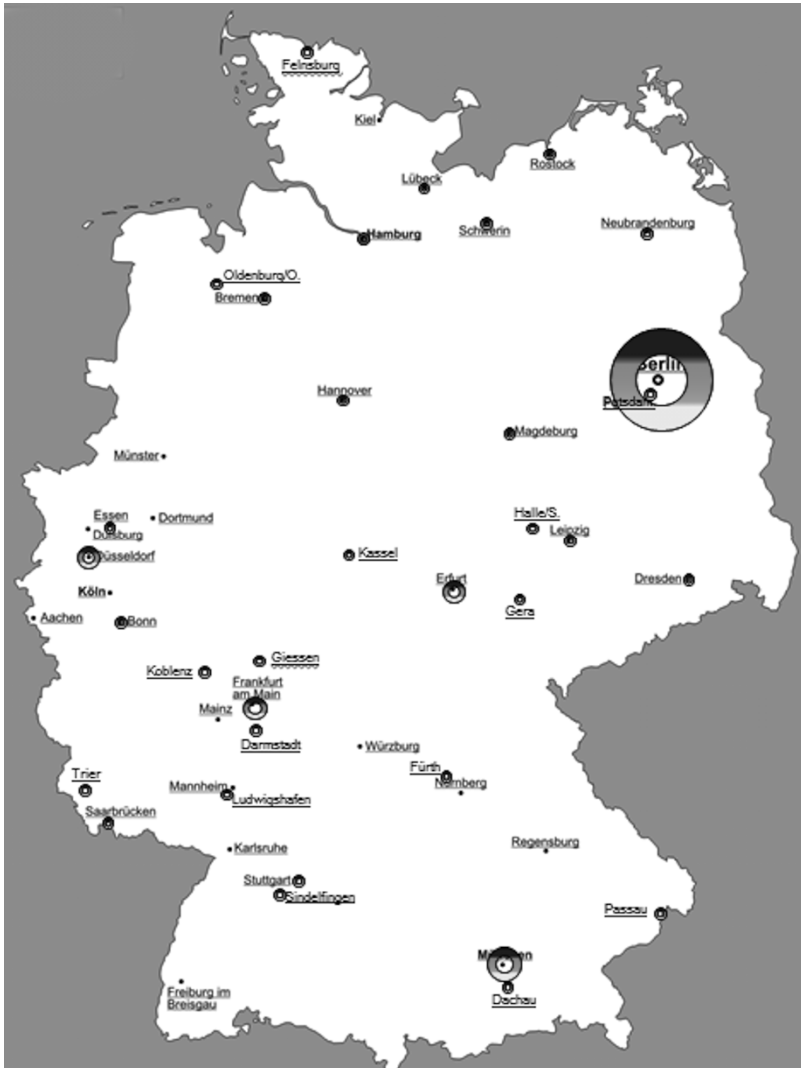 Felnsburg
Kiel
Rostock
Lübeck
Schwerin
Neubrandenburg
Hamburg
Oldenburg/O.
Bremen
Berlin
Hannover
Potsdam
Magdeburg
Münster
Essen
Dortmund
Duisburg
Halle/S.
Leipzig
Düsseldorf
Kassel
Erfurt
Dresden
Köln
Gera
Aachen
Bonn
Giessen
Koblenz
Frankfurt
am Main
Mainz
Darmstadt
Würzburg
Fürth
Trier
Mannheim
Nürnberg
Ludwigshafen
Saarbrücken
Karlsruhe
Regensburg
Stuttgart
Sindelfingen
Passau
München
Freiburg im
Breisgau
Dachau